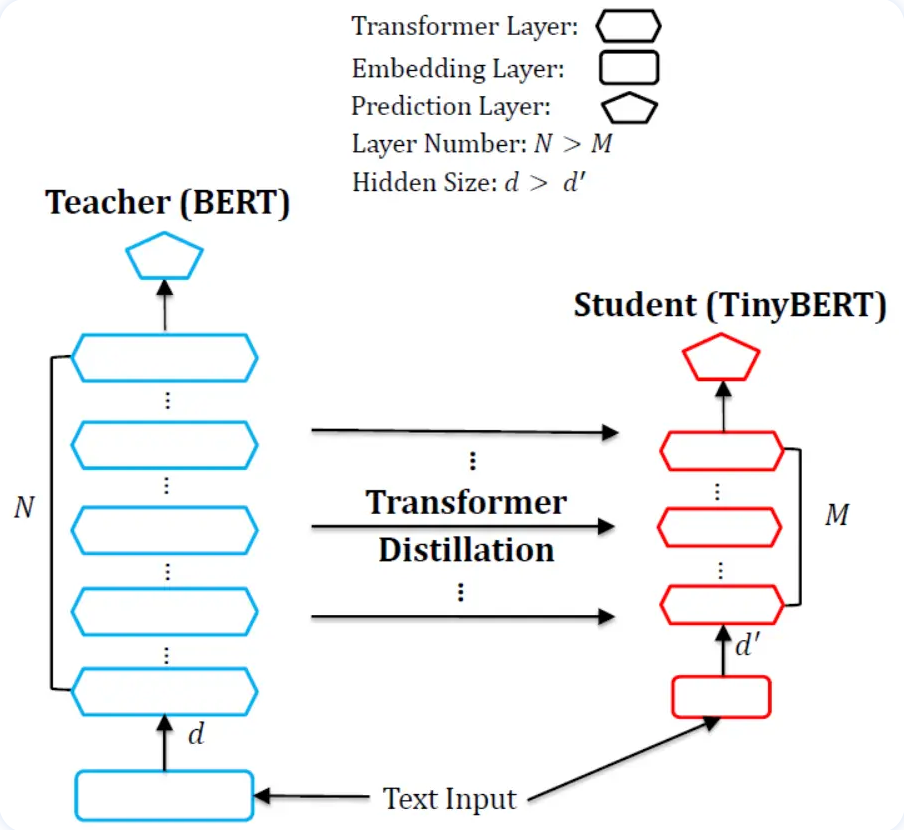 Transformer Layer:
Embedding Layer:
Prediction Layer:
Layer Number: N > M
Hidden Size: d > d′
Teacher (BERT)
Student (TinyBERT)
⋮
⋮
⋮
⋮
N
⋮
Transformer
Distillation
⋮
⋮
⋮
M
d
d′
Text Input